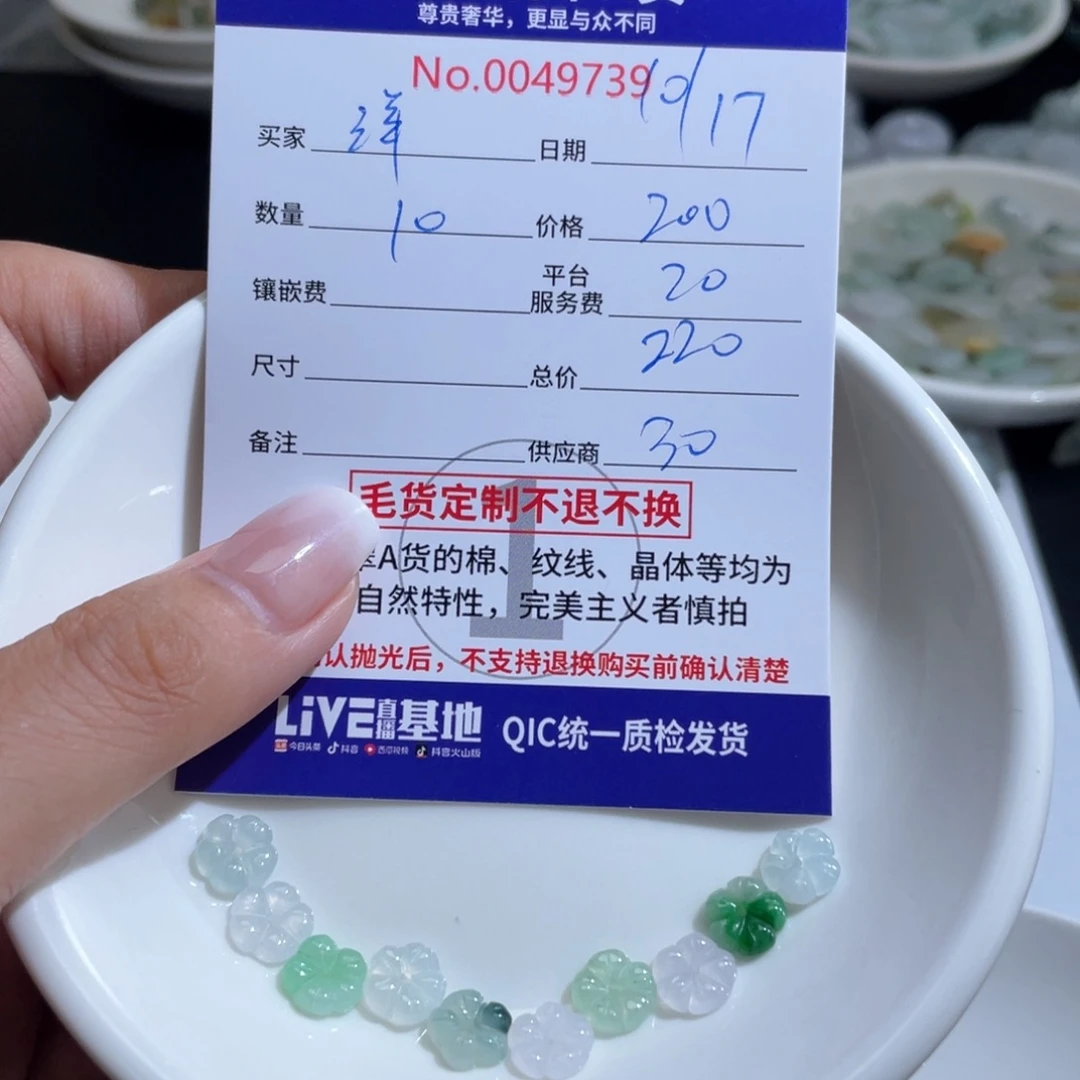 尊贵奢华，更显与众不同
No.0049739
买家 洋 日期 10/17
数量 10 价格 200
镶嵌费 平台服务费 20
尺寸 总价 220
备注 供应商 30
毛货定制不退不换
A货的棉、纹线、晶体等均为
自然特性，完美主义者慎拍
认抛光后，不支持退换购买前确认清楚
LiVE直播基地 QIC统一质检发货
今日头条 抖音 西瓜视频 抖音火山版
1